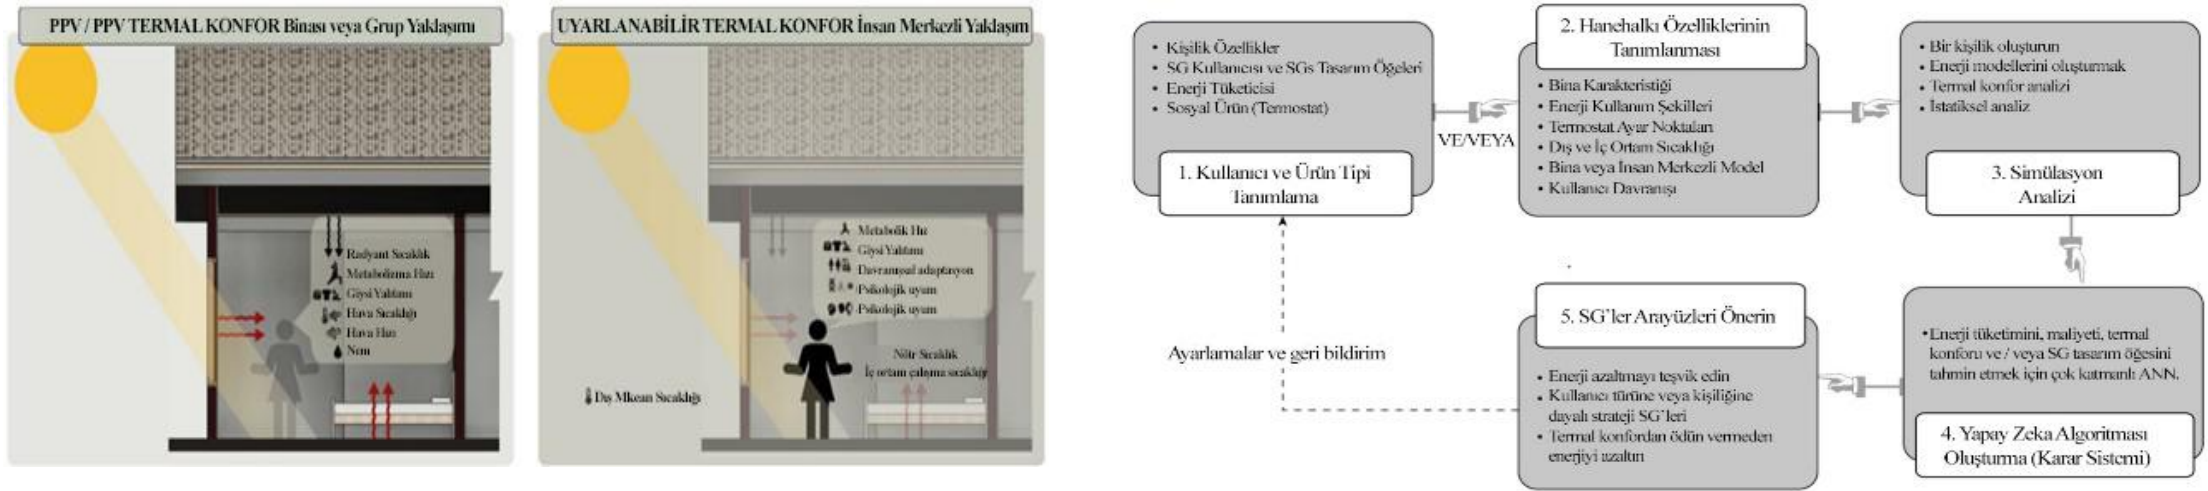 PPV / PPV TERMAL KONFOR Binası veya Grup Yaklaşımı
Radyant Sıcaklık
Metabolizma Hızı
Giysi Yalıtımı
Hava Sıcaklığı
Hava Hızı
Nem
UYARLANABİLİR TERMAL KONFOR İnsan Merkezli Yaklaşım
Metabolik Hız
Giysi Yalıtımı
Davranışsal adaptasyon
Psikolojik uyum
Psikolojik uyum
Nötr Sıcaklık
İç ortam çalışma sıcaklığı
Dış Mkean Sıcaklığı
• Kişilik Özellikler
• SG Kullanıcısı ve SGs Tasarım Öğeleri
• Enerji Tüketicisi
• Sosyal Ürün (Termostat)
1. Kullanıcı ve Ürün Tipi
Tanımlama
VE/VEYA
2. Hanehalkı Özelliklerinin
Tanımlanması
• Bina Karakteristiği
• Enerji Kullanım Şekilleri
• Termostat Ayar Noktaları
• Dış ve İç Ortam Sıcaklığı
• Bina veya İnsan Merkezli Model
• Kullanıcı Davranışı
• Bir kişilik oluşturun
• Enerji modellerini oluşturmak
• Termal konfor analizi
• İstatiksel analiz
3. Simülasyon
Analizi
•Enerji tüketimini, maliyeti, termal
konforu ve / veya SG tasarım öğesini
tahmin etmek için çok katmanlı ANN.
4. Yapay Zeka Algoritması
Oluşturma (Karar Sistemi)
5. SG'ler Arayüzleri Önerin
• Enerji azaltmayı teşvik edin
• Kullanıcı türüne veya kişiliğine
dayalı strateji SG'leri
• Termal konfordan ödün vermeden
enerjiyi azaltın
Ayarlamalar ve geri bildirim